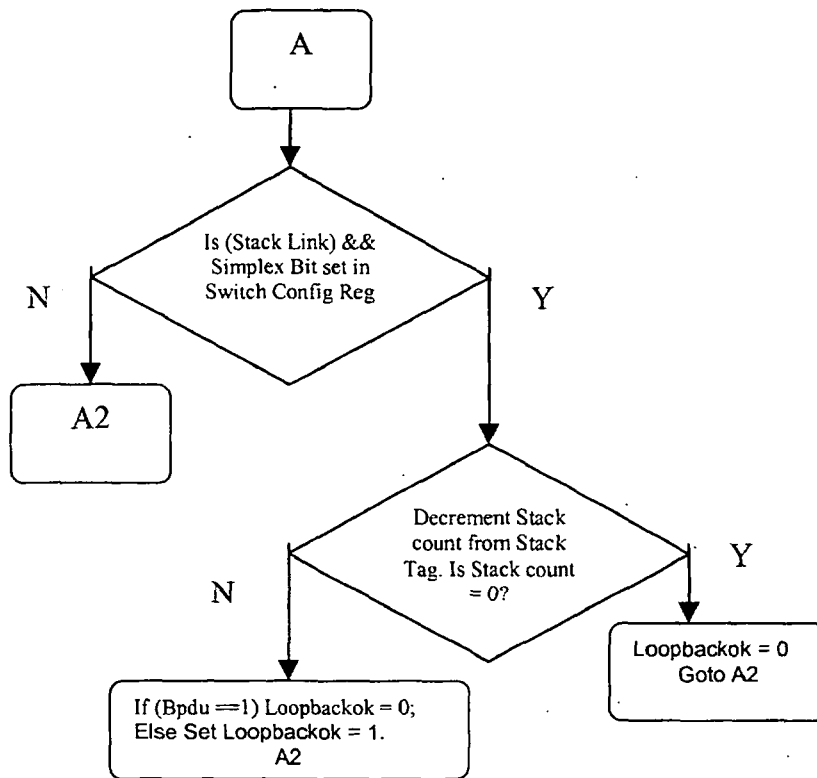 A
Is (Stack Link) &&
Simplex Bit set in
Switch Config Reg
N
Y
A2
Decrement Stack
count from Stack
Tag. Is Stack count
= 0?
N
Y
Loopbackok = 0
Goto A2
If (Bpdu ==1) Loopbackok = 0;
Else Set Loopbackok = 1.
A2